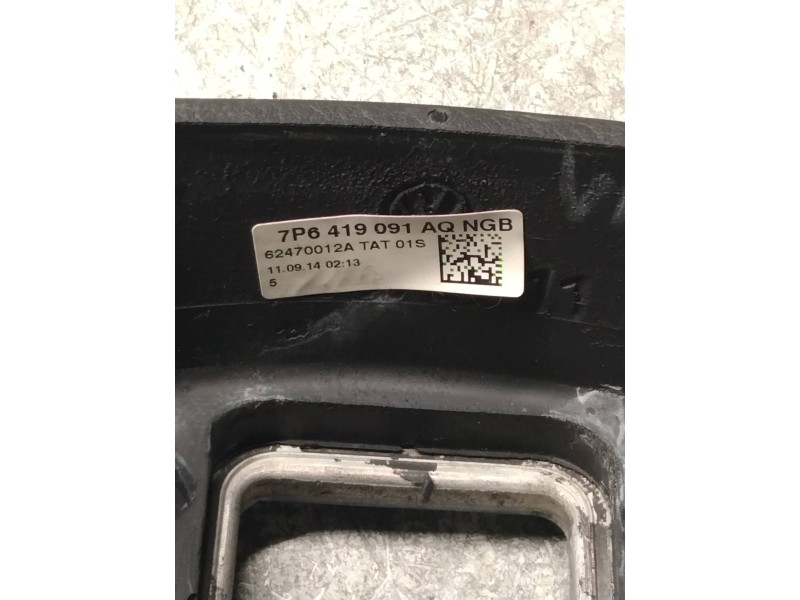 7P6 419 091 AQ NGB
62470012A TAT 01S
11.09.14 02:13
5